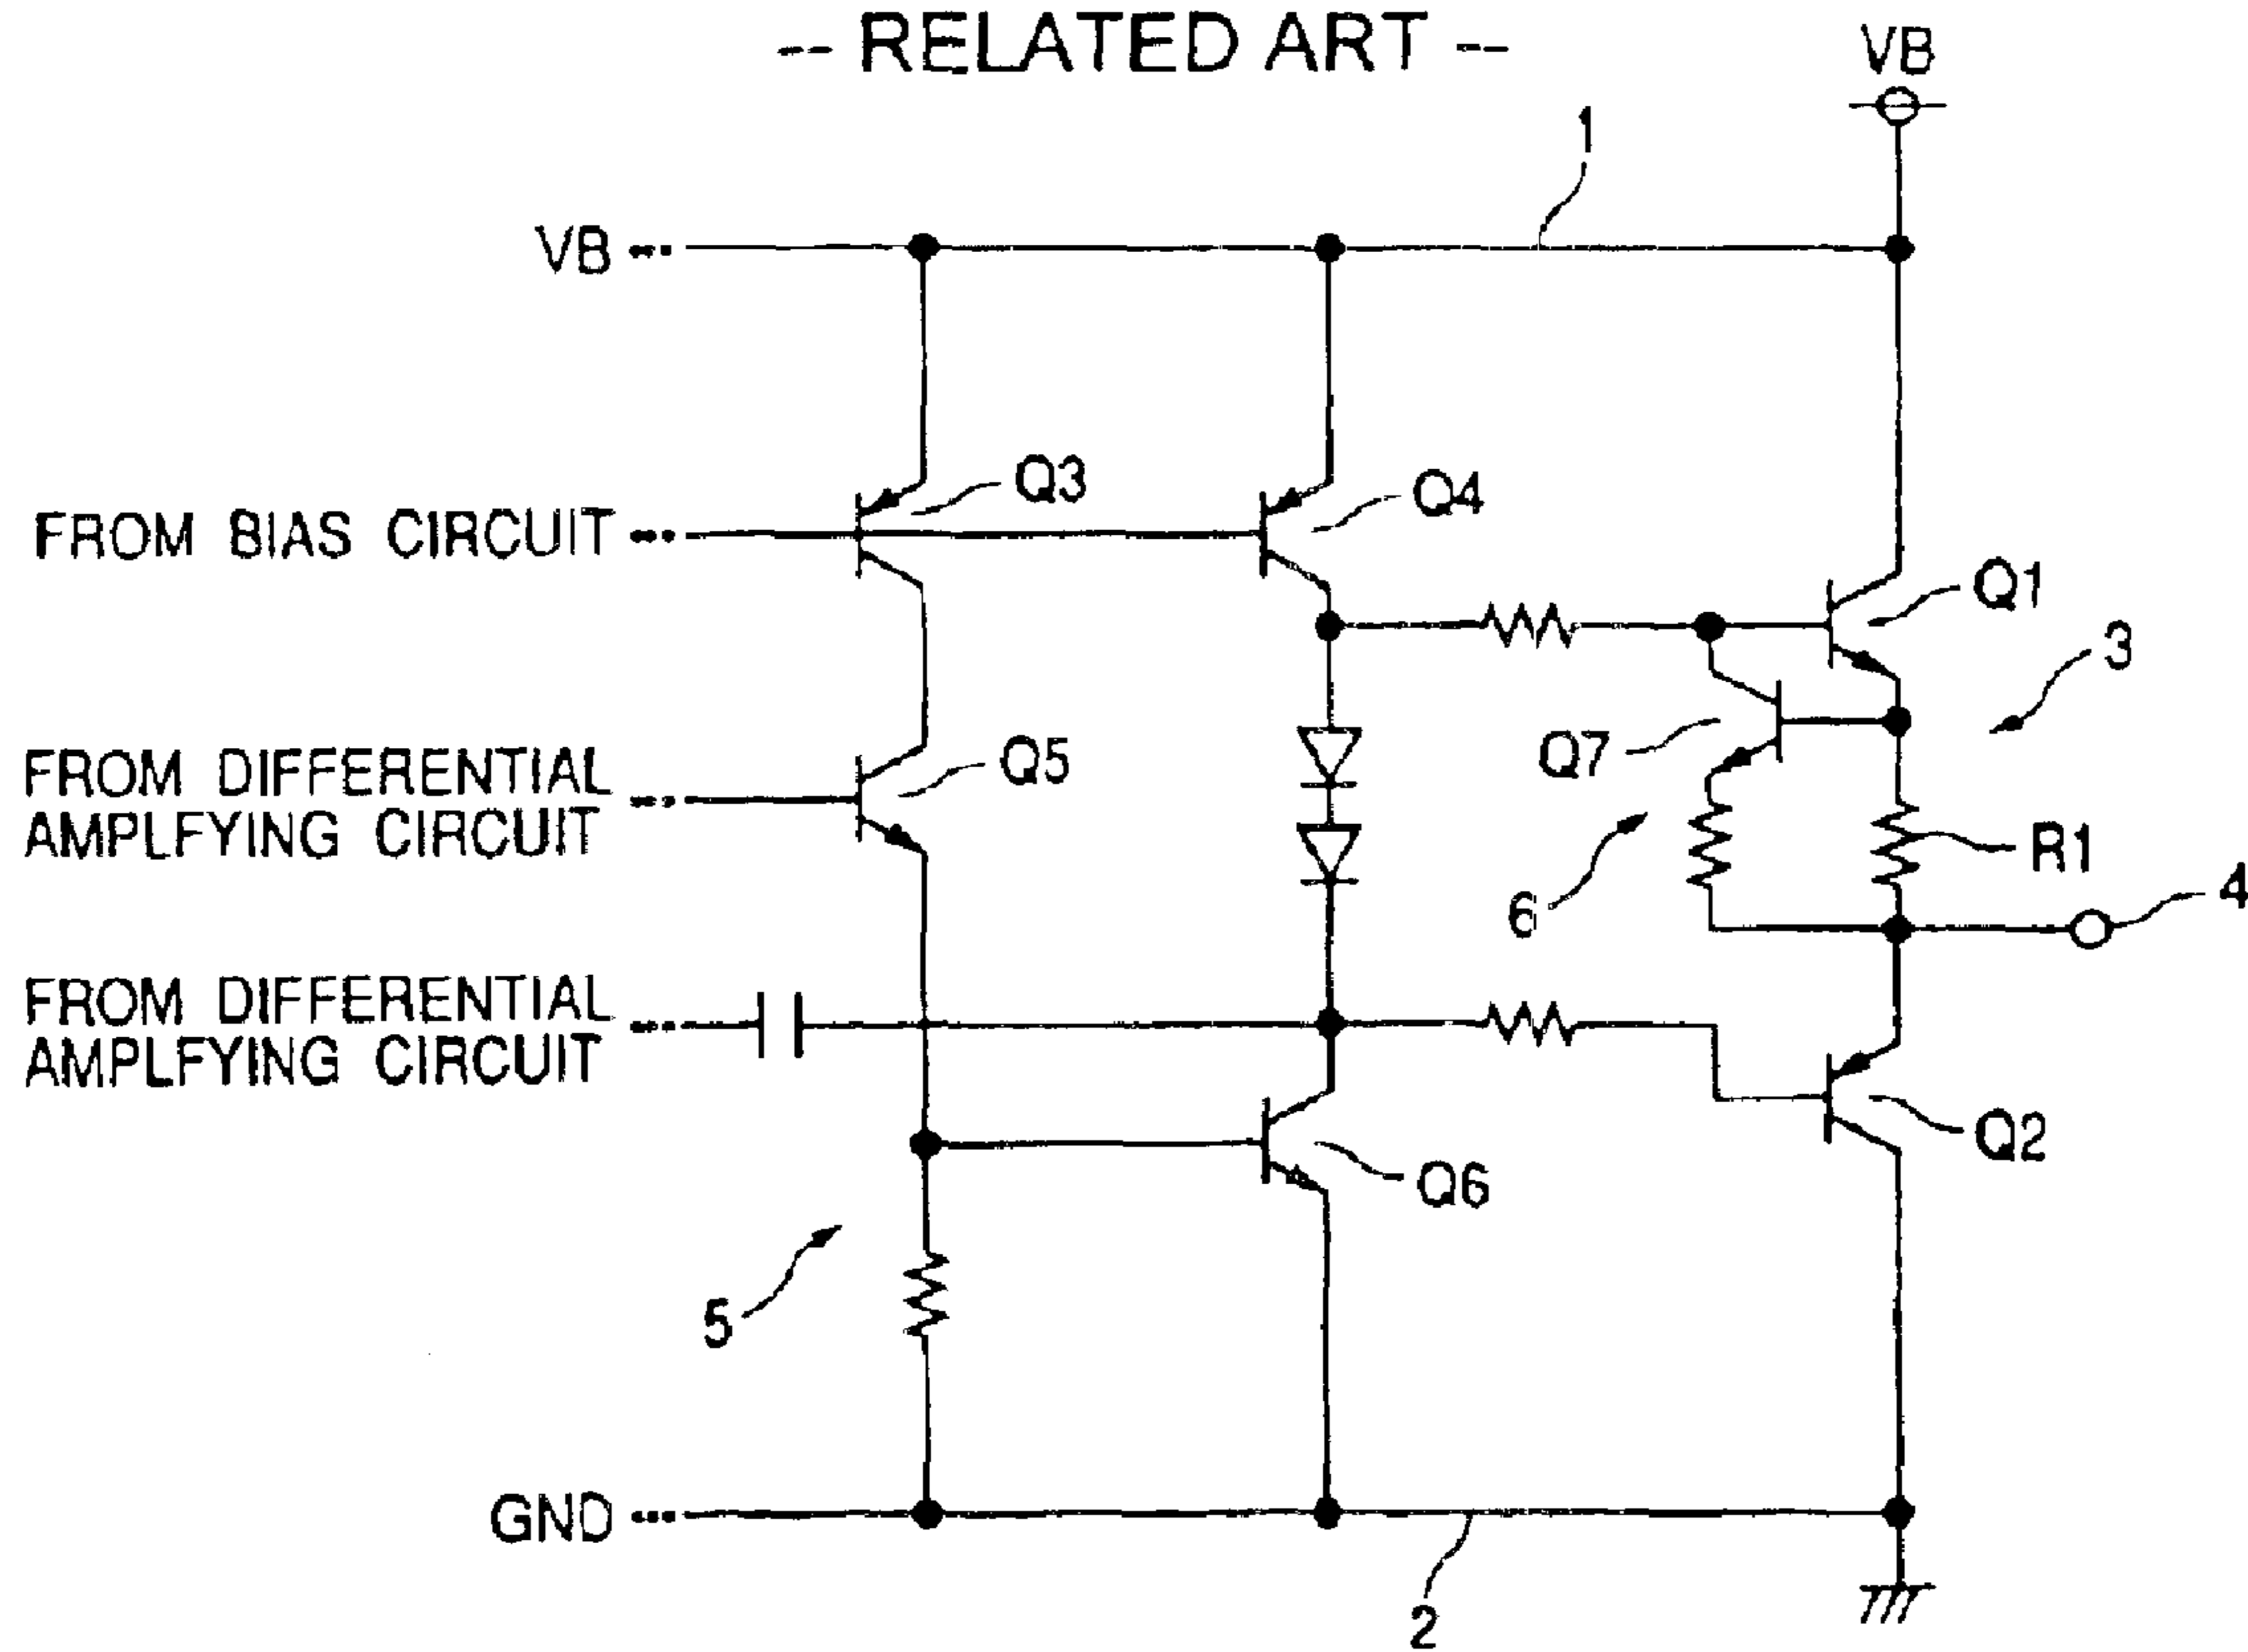 -- RELATED ART --
VB
1
VB
Q3
Q4
FROM BIAS CIRCUIT
Q1
3
Q7
Q5
FROM DIFFERENTIAL
AMPLFYING CIRCUIT
R1
6
4
FROM DIFFERENTIAL
AMPLFYING CIRCUIT
Q2
Q6
5
GND
2